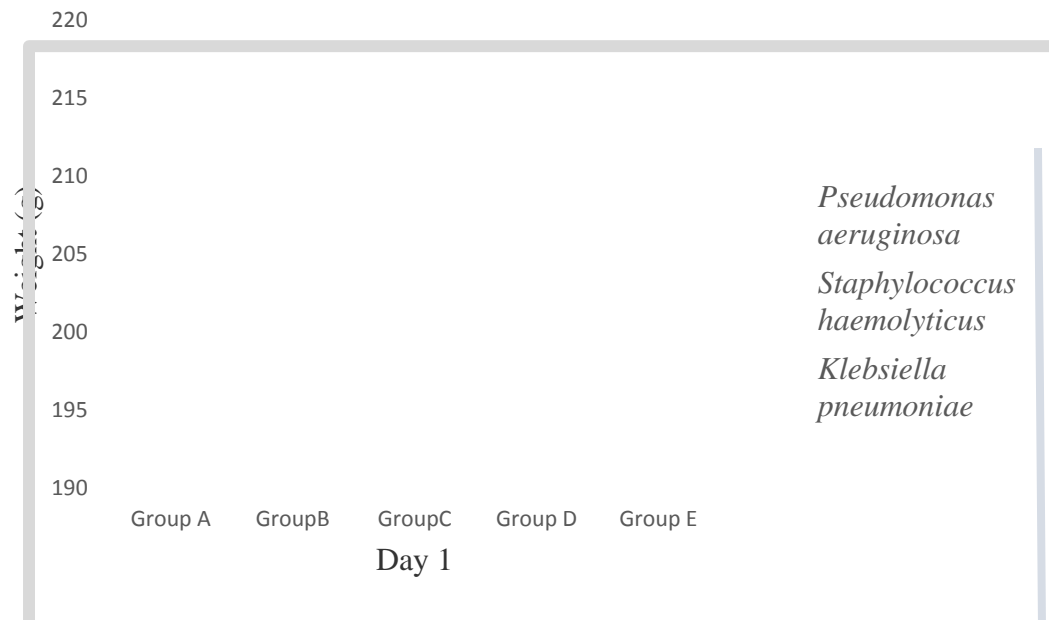 220
215
210
205
200
195
190
Weight (g)
Group A GroupB GroupC Group D Group E
Day 1
Pseudomonas
aeruginosa
Staphylococcus
haemolyticus
Klebsiella
pneumoniae